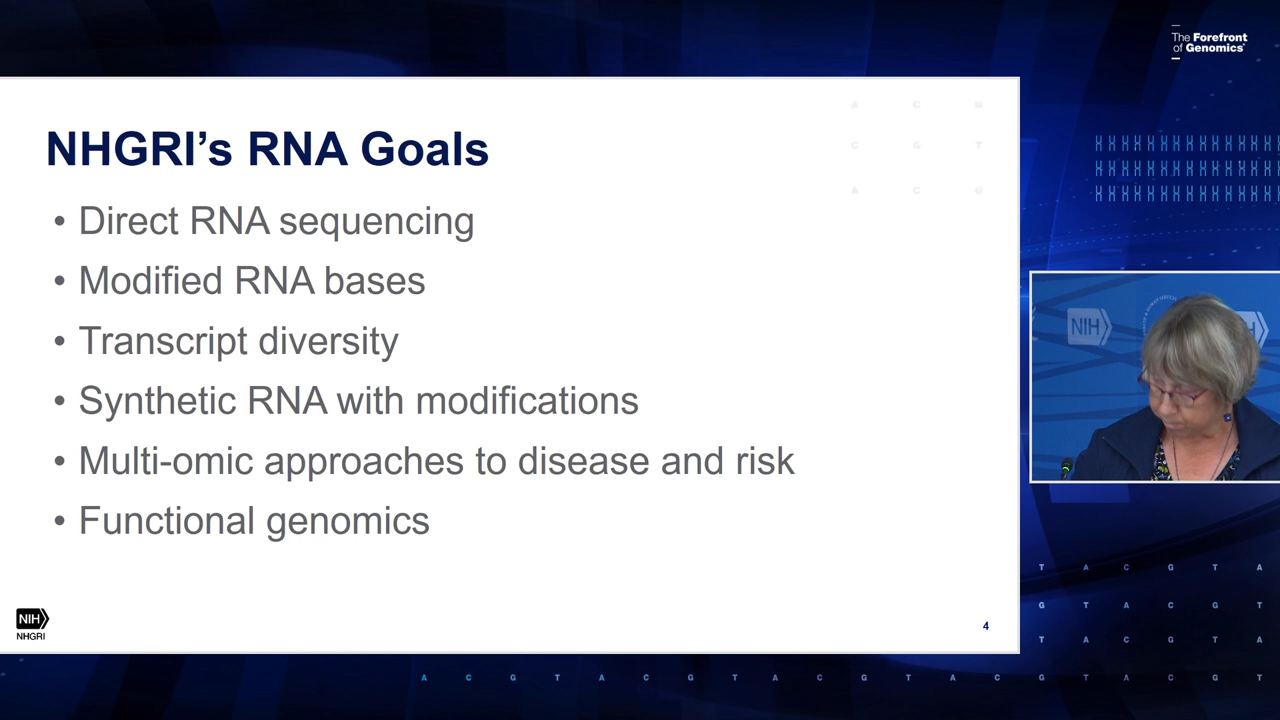 The Forefront
of Genomics®
A C G
G G T
A C G
NHGRI’s RNA Goals
• Direct RNA sequencing
• Modified RNA bases
• Transcript diversity
• Synthetic RNA with modifications
• Multi-omic approaches to disease and risk
• Functional genomics
NIH
NIH
NHGRI
4
T A C G T A
G T A C G T
T A C G T A
A C G T A C G T A C G T A C G T A C G T